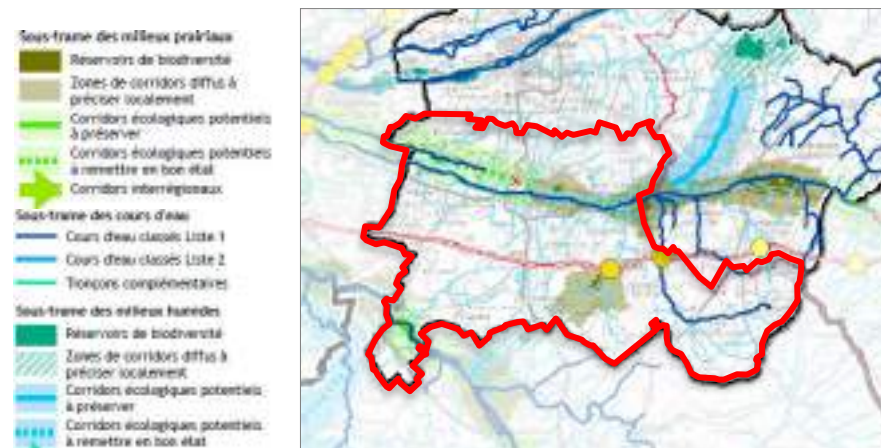 Sous-trame des milieux prairiaux
Réservoirs de biodiversité
Zones de corridors diffus à
préciser localement
Corridors écologiques potentiels
à préserver
Corridors écologiques potentiels
à remettre en bon état
Corridors interrégionaux
Sous-trame des cours d'eau
Cours d'eau classés Liste 1
Cours d'eau classés Liste 2
Tronçons complémentaires
Sous-trame des milieux humides
Réservoirs de biodiversité
Zones de corridors diffus à
préciser localement
Corridors écologiques potentiels
à préserver
Corridors écologiques potentiels
à remettre en bon état